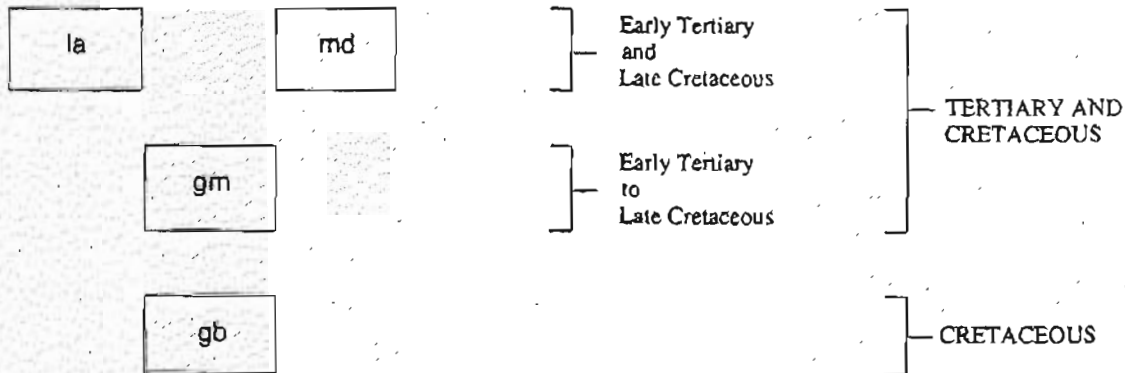 la
md
Early Tertiary
and
Late Cretaceous
TERTIARY AND
CRETACEOUS
gm
Early Tertiary
to
Late Cretaceous
gb
CRETACEOUS